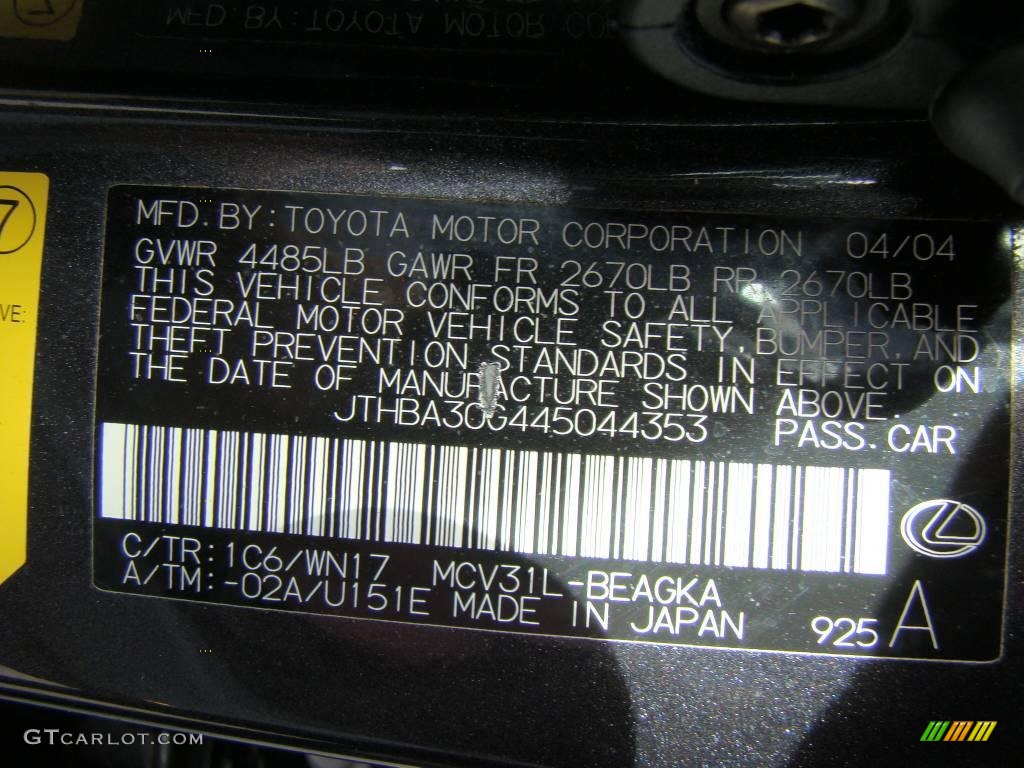 MFD. BY: TOYOTA MOTOR CORPORATION 04/04
GVWR 4485LB GAWR FR 2670LB RR 2670LB
THIS VEHICLE CONFORMS TO ALL APPLICABLE
FEDERAL MOTOR VEHICLE SAFETY, BUMPER, AND
THEFT PREVENTION STANDARDS IN EFFECT ON
THE DATE OF MANUFACTURE SHOWN ABOVE.
JTHBA30G445044353 PASS. CAR
C/TR: 1C6/WN17 MCV31L-BEAGKA
A/TM: -02A/U151E MADE IN JAPAN 925 A
7
VE:
GTCARLOT.COM